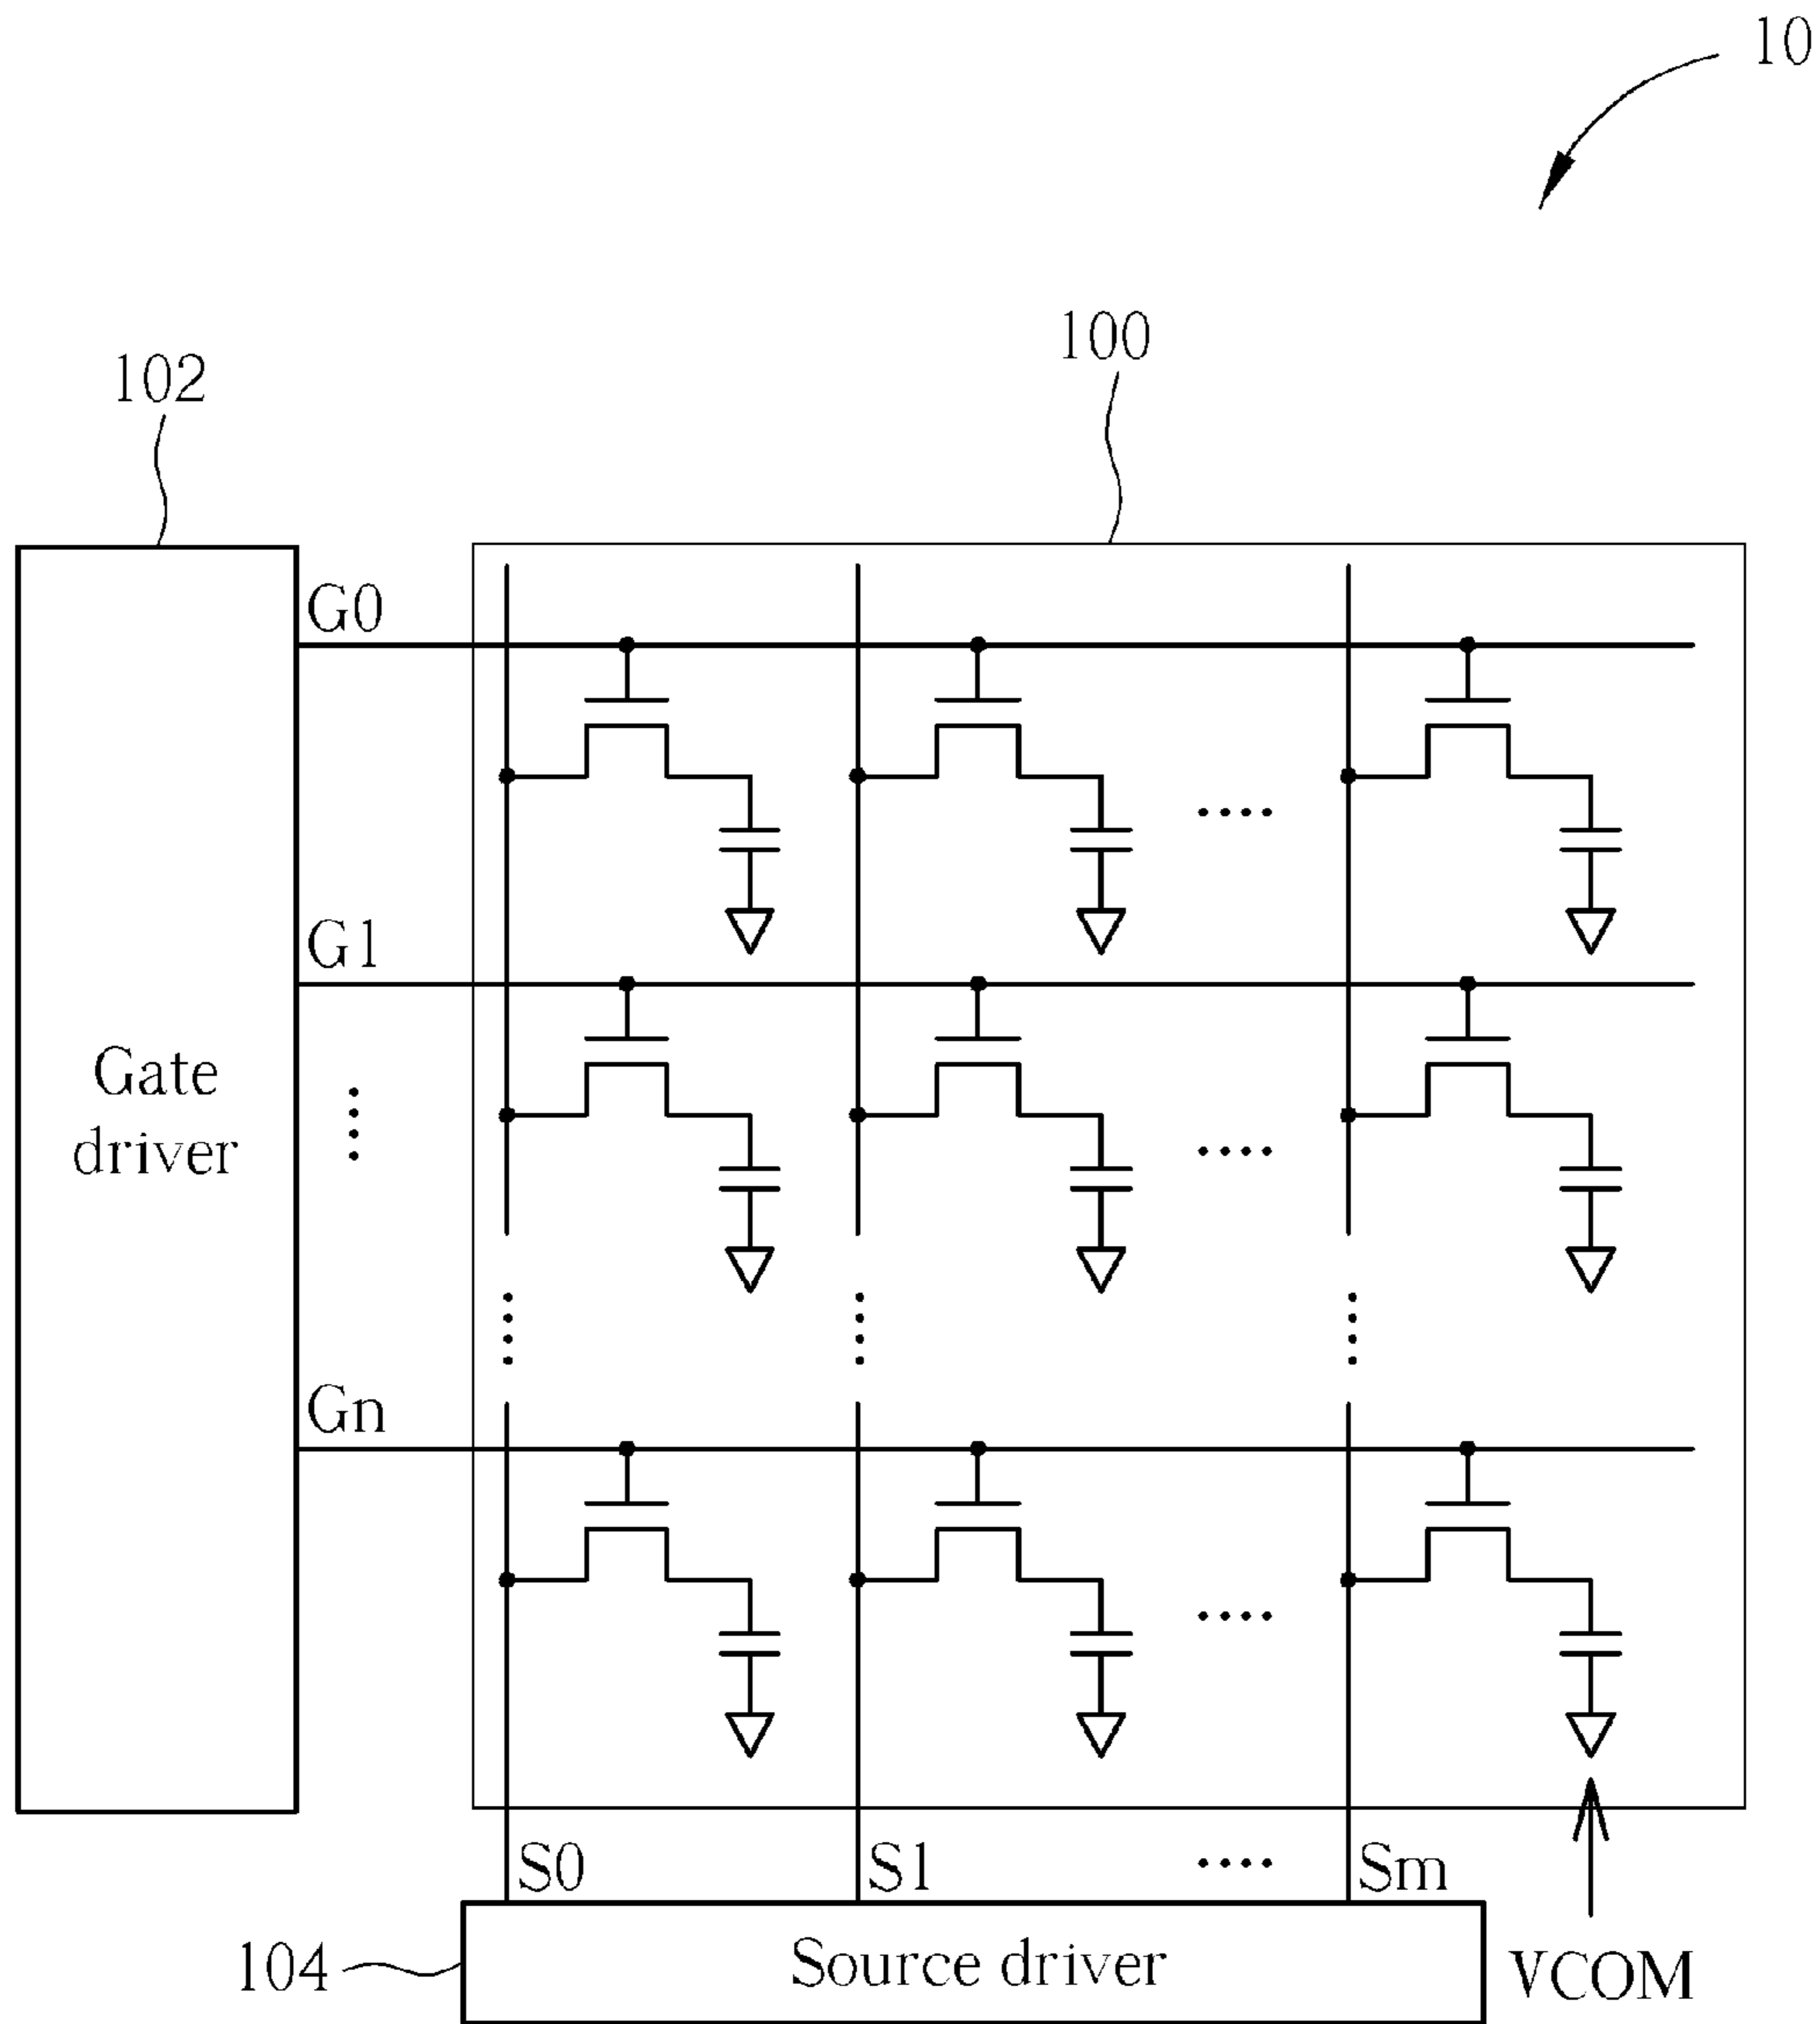 10
100
102
G0
G1
Gate
driver
Gn
S0
S1
Sm
104
Source driver
VCOM